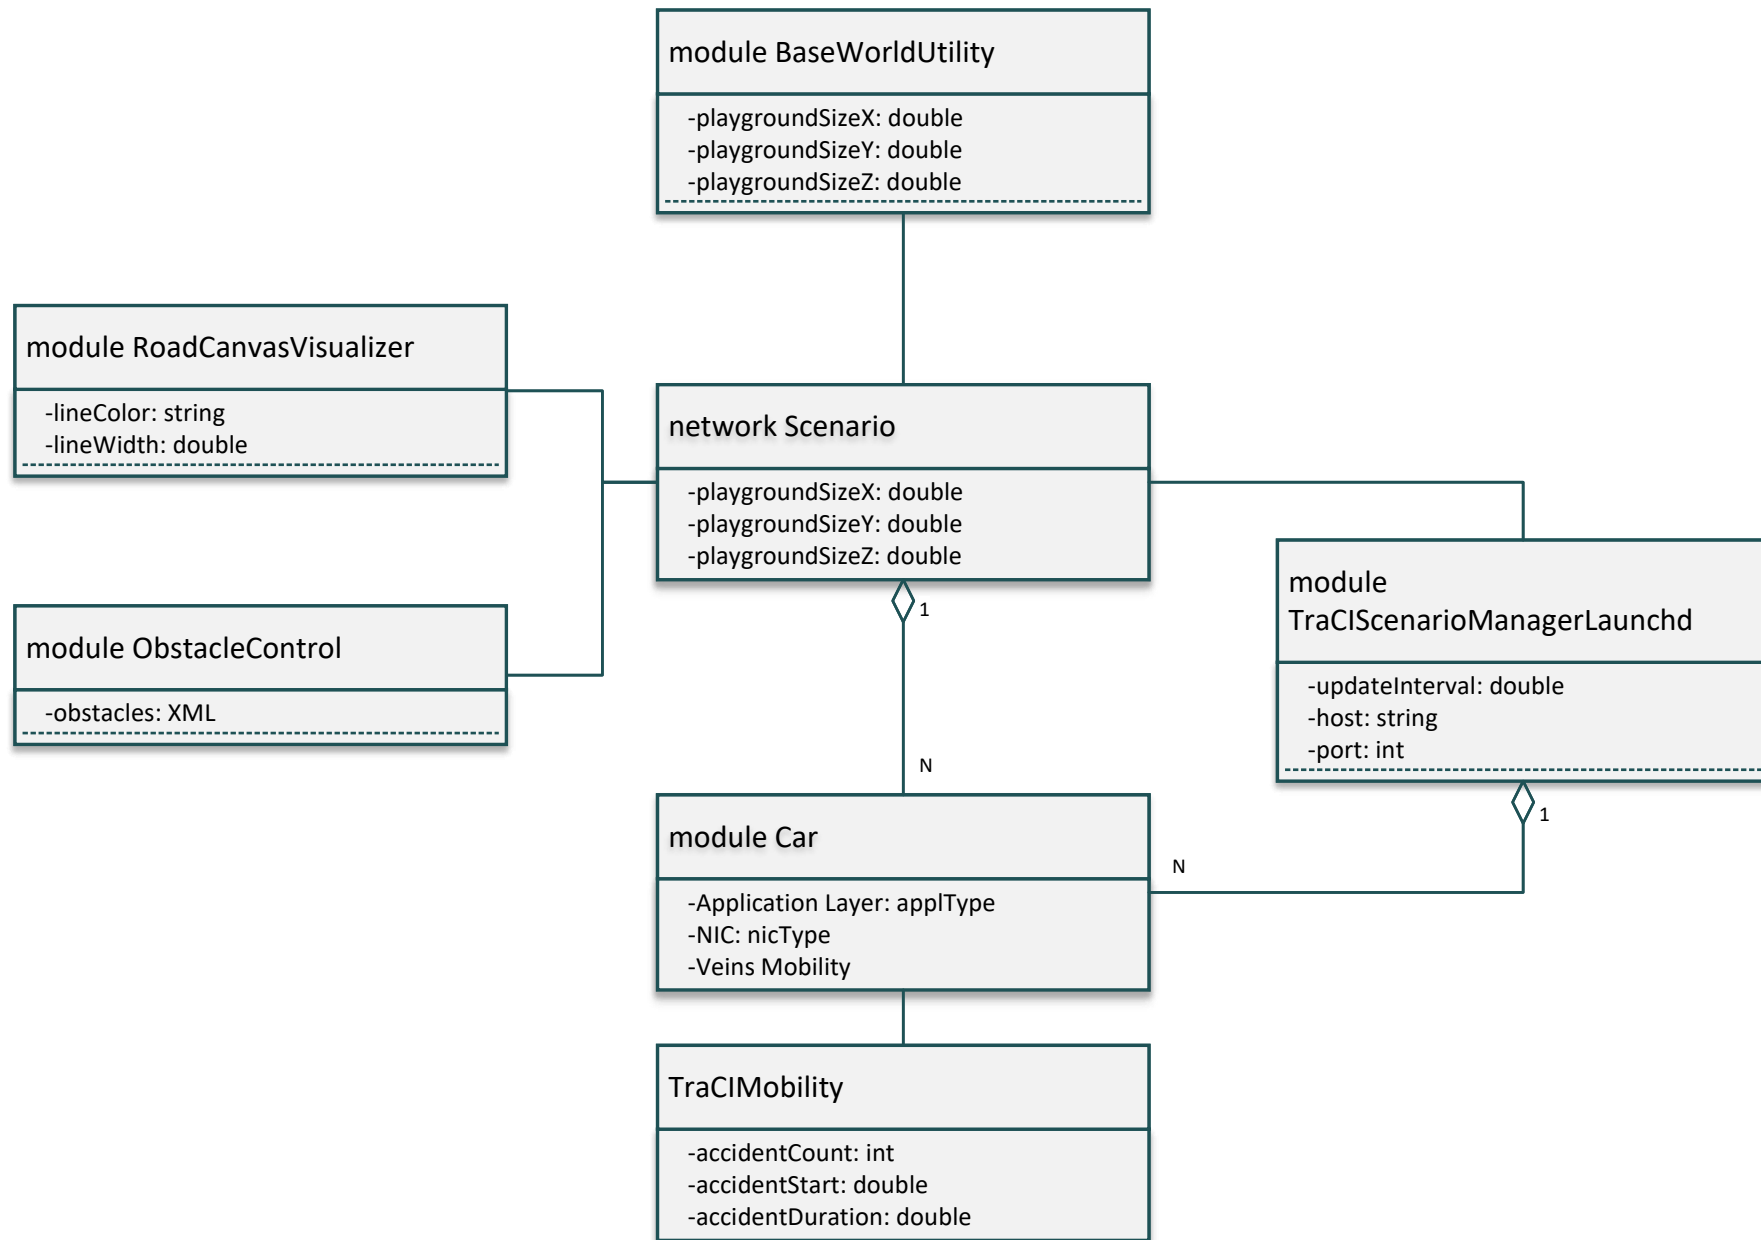 module BaseWorldUtility
-playgroundSizeX: double
-playgroundSizeY: double
-playgroundSizeZ: double
module RoadCanvasVisualizer
-lineColor: string
-lineWidth: double
network Scenario
-playgroundSizeX: double
-playgroundSizeY: double
-playgroundSizeZ: double
1
module ObstacleControl
-obstacles: XML
module
TraCIScenarioManagerLaunchd
-updateInterval: double
-host: string
-port: int
1
N
N
module Car
-Application Layer: applType
-NIC: nicType
-Veins Mobility
TraCIMobility
-accidentCount: int
-accidentStart: double
-accidentDuration: double